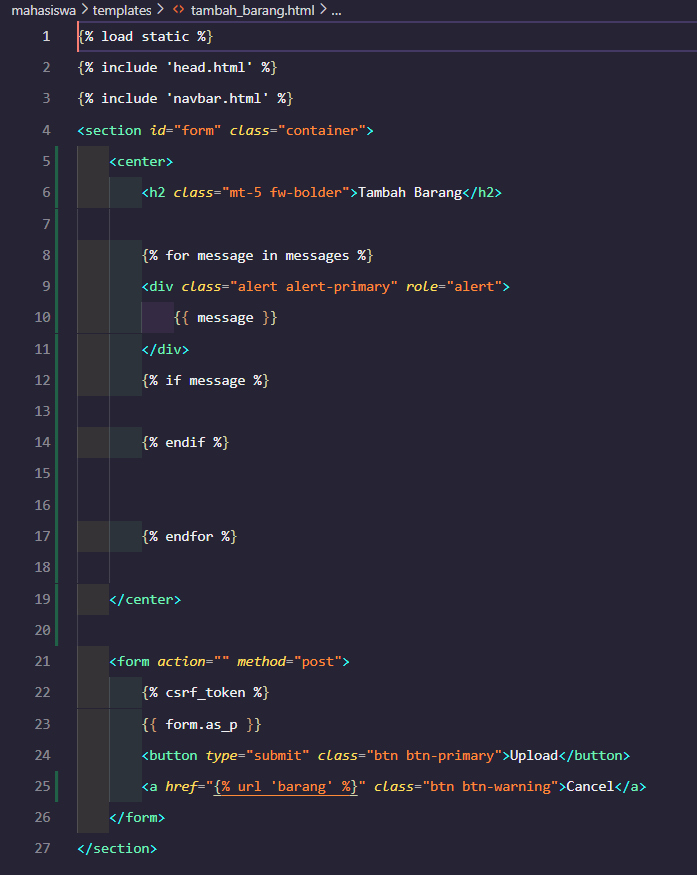 mahasiswa > templates > <> tambah_barang.html > ...
1 {% load static %}
2 {% include 'head.html' %}
3 {% include 'navbar.html' %}
4 <section id="form" class="container">
5 <center>
6 <h2 class="mt-5 fw-bolder">Tambah Barang</h2>
7
8 {% for message in messages %}
9 <div class="alert alert-primary" role="alert">
10 {{ message }}
11 </div>
12 {% if message %}
13
14 {% endif %}
15
16
17 {% endfor %}
18
19 </center>
20
21 <form action="" method="post">
22 {% csrf_token %}
23 {{ form.as_p }}
24 <button type="submit" class="btn btn-primary">Upload</button>
25 <a href="{% url 'barang' %}" class="btn btn-warning">Cancel</a>
26 </form>
27 </section>